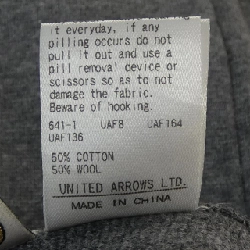 it everyday, if any
pilling occurs do not
pull it out and use a
pill removal device or
scissors so as to not
damage the fabric.
Beware of hooking.
641-1 UAF8 UAF164
UAF136
50% COTTON
50% WOOL
UNITED ARROWS LTD.
MADE IN CHINA